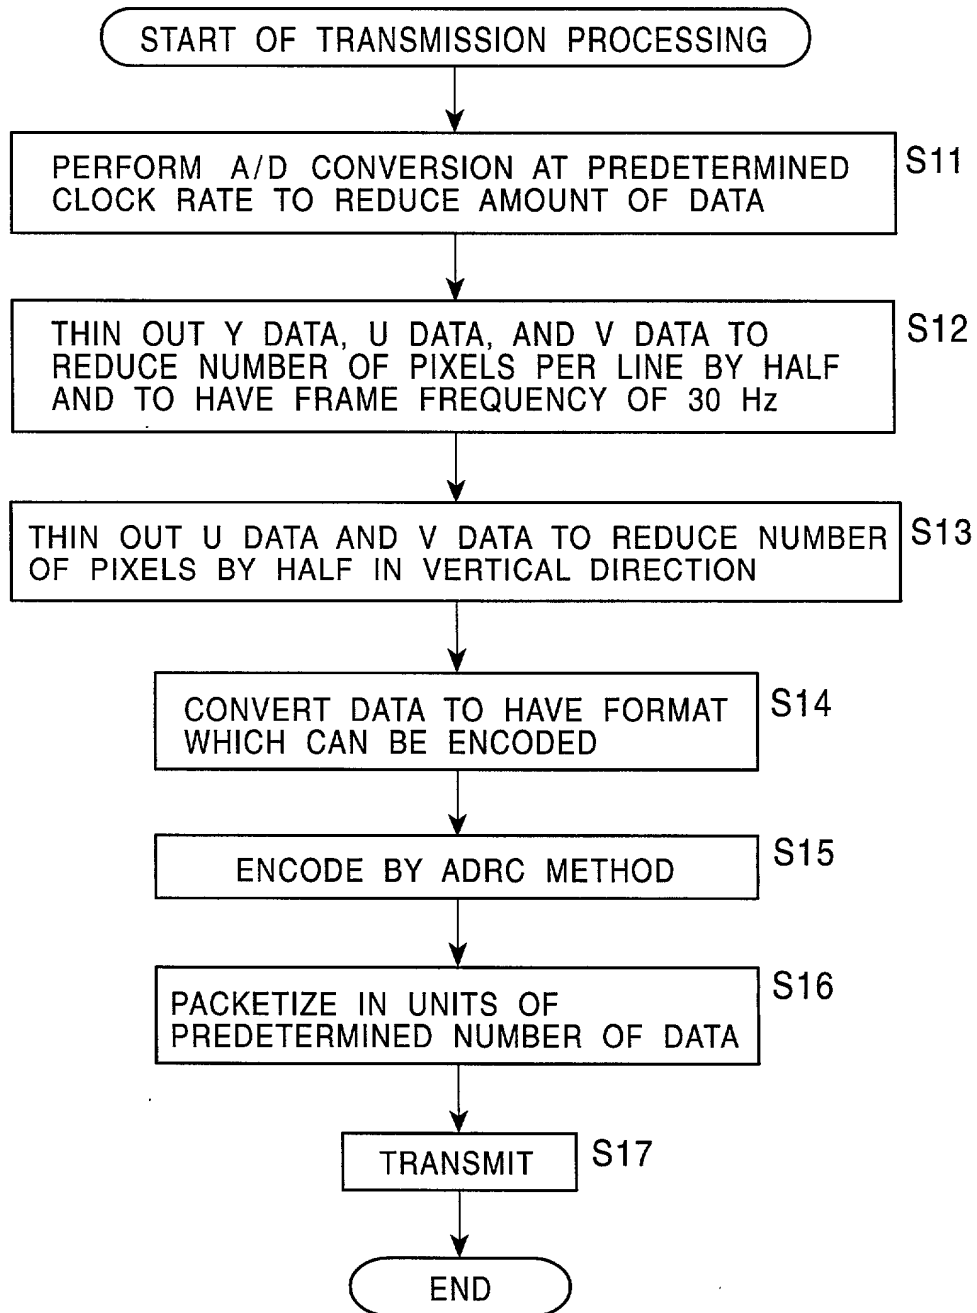 START OF TRANSMISSION PROCESSING
PERFORM A/D CONVERSION AT PREDETERMINED
CLOCK RATE TO REDUCE AMOUNT OF DATA
S11
THIN OUT Y DATA, U DATA, AND V DATA TO
REDUCE NUMBER OF PIXELS PER LINE BY HALF
AND TO HAVE FRAME FREQUENCY OF 30 Hz
S12
THIN OUT U DATA AND V DATA TO REDUCE NUMBER
OF PIXELS BY HALF IN VERTICAL DIRECTION
S13
CONVERT DATA TO HAVE FORMAT
WHICH CAN BE ENCODED
S14
ENCODE BY ADRC METHOD
S15
PACKETIZE IN UNITS OF
PREDETERMINED NUMBER OF DATA
S16
TRANSMIT
S17
END